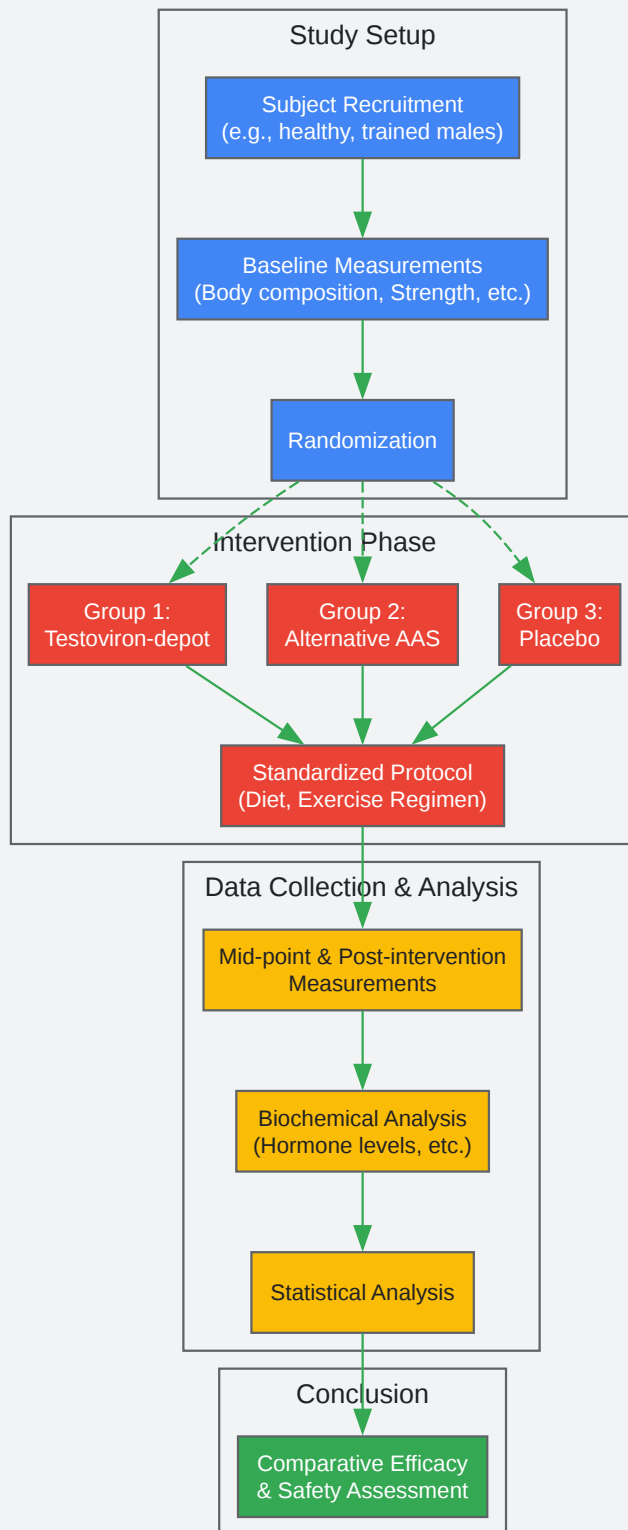 Study Setup
Subject Recruitment
(e.g., healthy, trained males)
Baseline Measurements
(Body composition, Strength, etc.)
Randomization
Intervention Phase
Group 1:
Testoviron-depot
Group 2:
Alternative AAS
Group 3:
Placebo
Standardized Protocol
(Diet, Exercise Regimen)
Data Collection & Analysis
Mid-point & Post-intervention
Measurements
Biochemical Analysis
(Hormone levels, etc.)
Statistical Analysis
Conclusion
Comparative Efficacy
& Safety Assessment